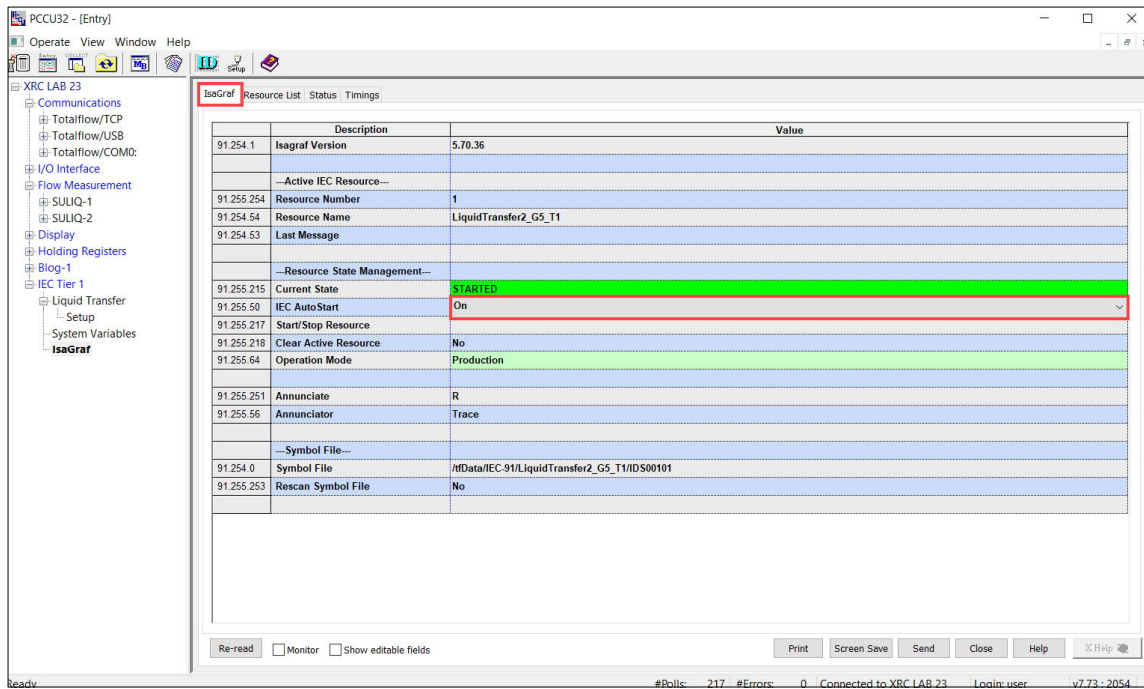 PCCU32 - [Entry]
Operate View Window Help
Entry COLLECT MB ID Setup
XRC LAB 23
Communications
Totalflow/TCP
Totalflow/USB
Totalflow/COM0:
I/O Interface
Flow Measurement
SULIQ-1
SULIQ-2
Display
Holding Registers
Blog-1
IEC Tier 1
Liquid Transfer
Setup
System Variables
IsaGraf
IsaGraf Resource List Status Timings
Description Value
91.254.1 Isagraf Version 5.70.36
---Active IEC Resource---
91.255.254 Resource Number 1
91.254.54 Resource Name LiquidTransfer2_G5_T1
91.254.53 Last Message
---Resource State Management---
91.255.215 Current State STARTED
91.255.50 IEC AutoStart On
91.255.217 Start/Stop Resource
91.255.218 Clear Active Resource No
91.255.64 Operation Mode Production
91.255.251 Annunciate R
91.255.56 Annunciator Trace
---Symbol File---
91.254.0 Symbol File /tfData/IEC-91/LiquidTransfer2_G5_T1/IDS00101
91.255.253 Rescan Symbol File No
Re-read Monitor Show editable fields Print Screen Save Send Close Help X Help
Ready #Polls: 217 #Errors: 0 Connected to XRC LAB 23 Login: user v7.73 : 2054